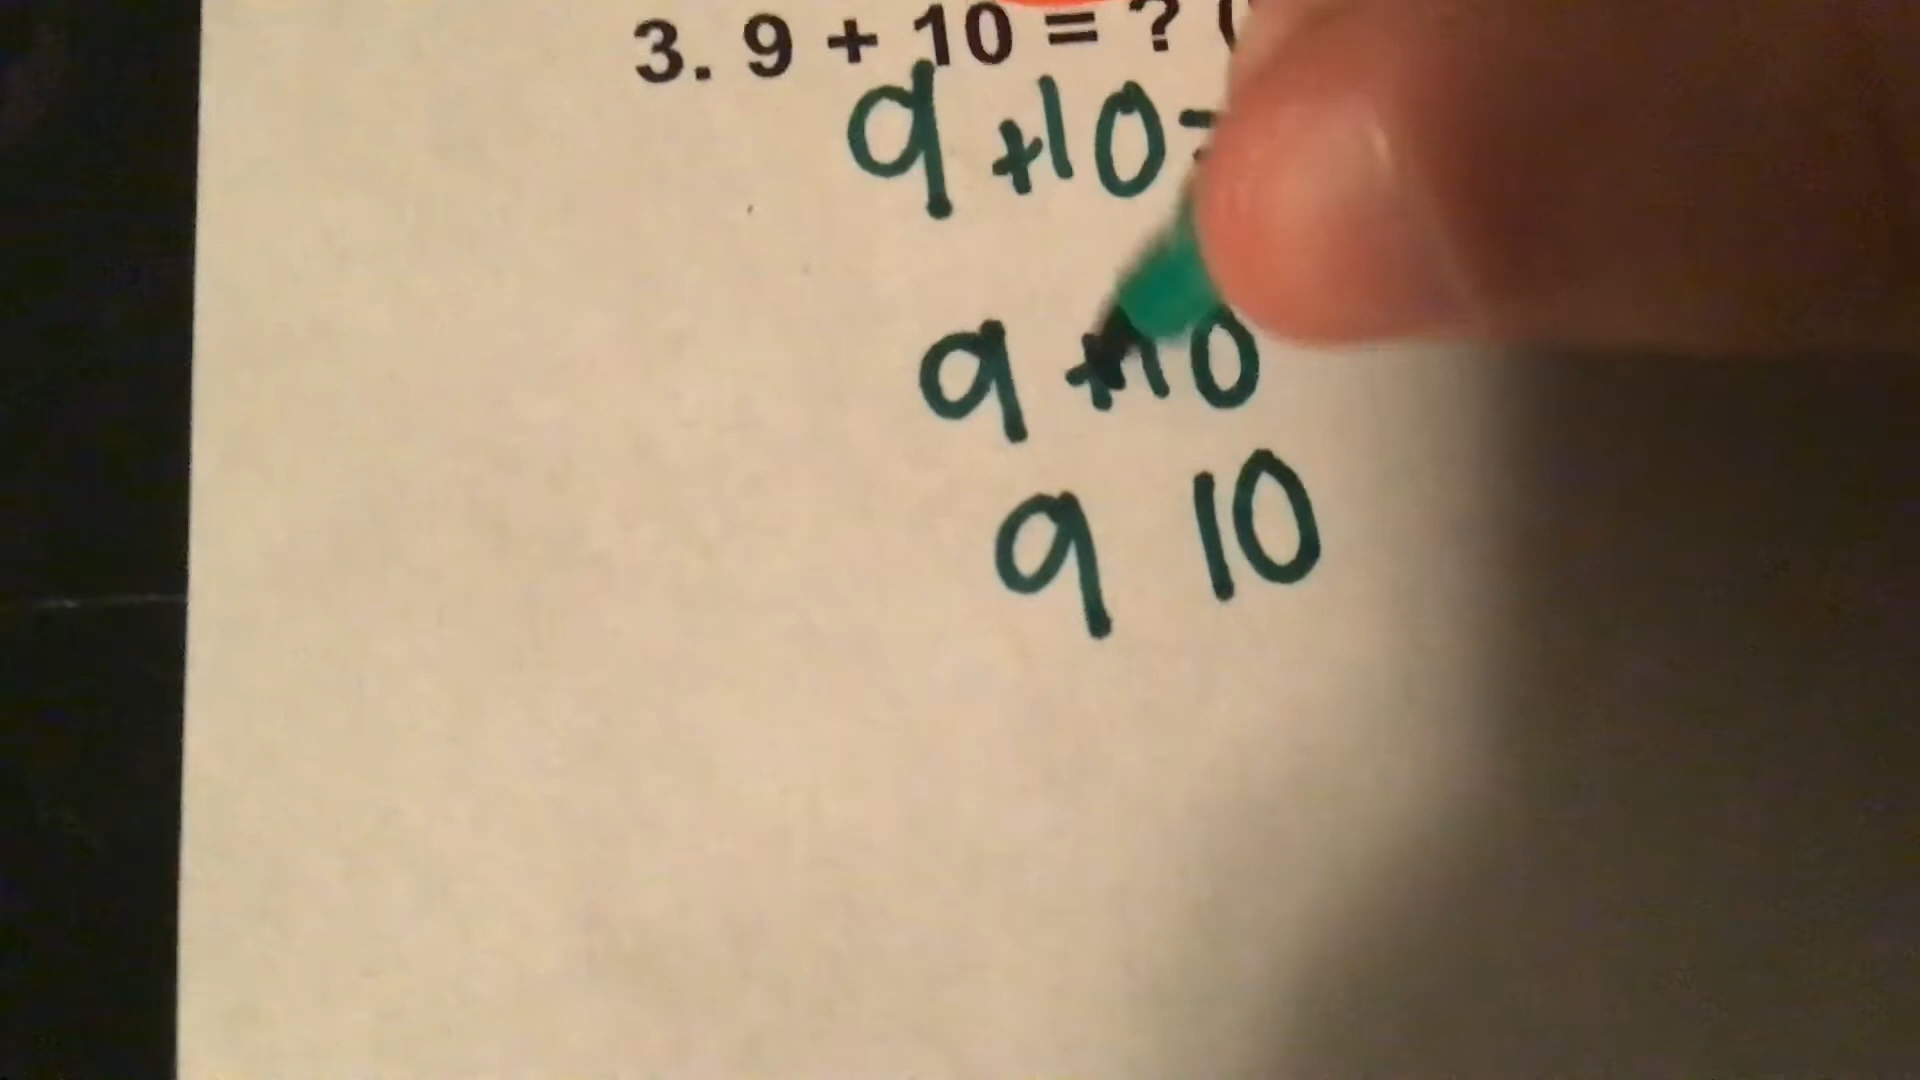 3. 9 + 10 = ? (
9 +10=
9 +10
9 10